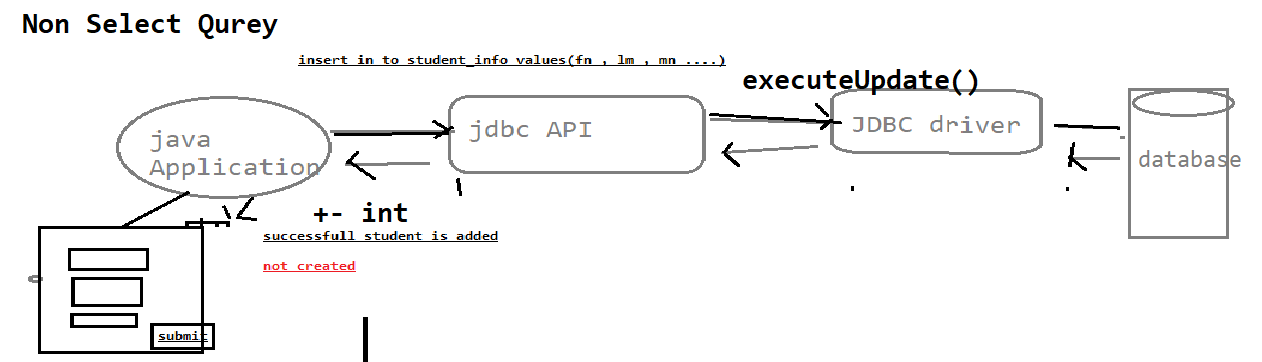 Non Select Qurey
insert in to student_info values(fn , lm , mn ....)
executeUpdate()
java
Application
jdbc API
JDBC driver
database
+- int
successfull student is added
not created
submit